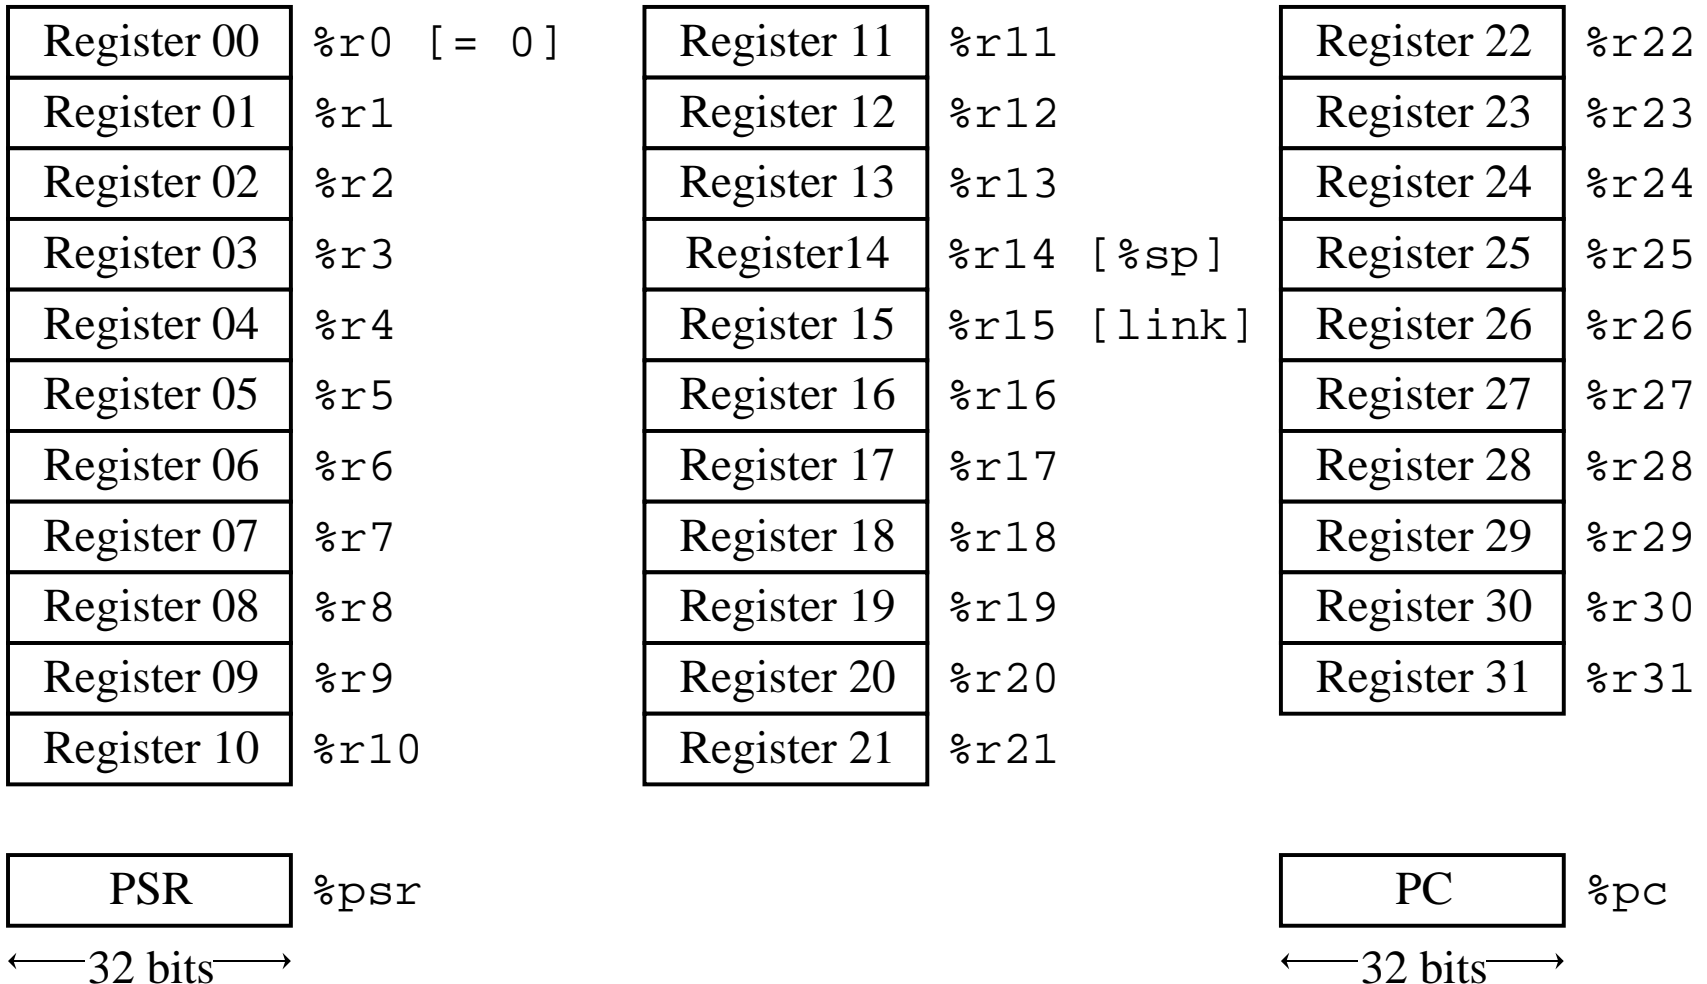 Register 00 %r0 [= 0] Register 11 %r11 Register 22 %r22
Register 01 %r1 Register 12 %r12 Register 23 %r23
Register 02 %r2 Register 13 %r13 Register 24 %r24
Register 03 %r3 Register14 %r14 [%sp] Register 25 %r25
Register 04 %r4 Register 15 %r15 [link] Register 26 %r26
Register 05 %r5 Register 16 %r16 Register 27 %r27
Register 06 %r6 Register 17 %r17 Register 28 %r28
Register 07 %r7 Register 18 %r18 Register 29 %r29
Register 08 %r8 Register 19 %r19 Register 30 %r30
Register 09 %r9 Register 20 %r20 Register 31 %r31
Register 10 %r10 Register 21 %r21
PSR %psr PC %pc
32 bits 32 bits